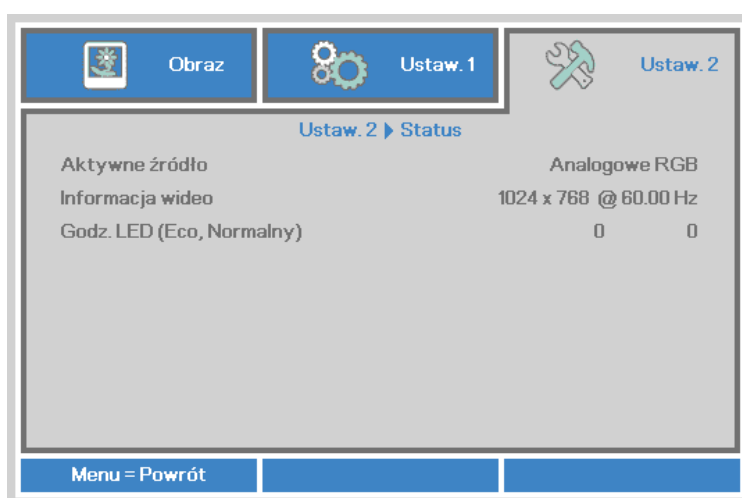 Obraz
Ustaw. 1
Ustaw. 2
Ustaw. 2 Status
Aktywne źródło Analogowe RGB
Informacja wideo 1024 x 768 @ 60.00 Hz
Godz. LED (Eco, Normalny) 0 0
Menu = Powrót